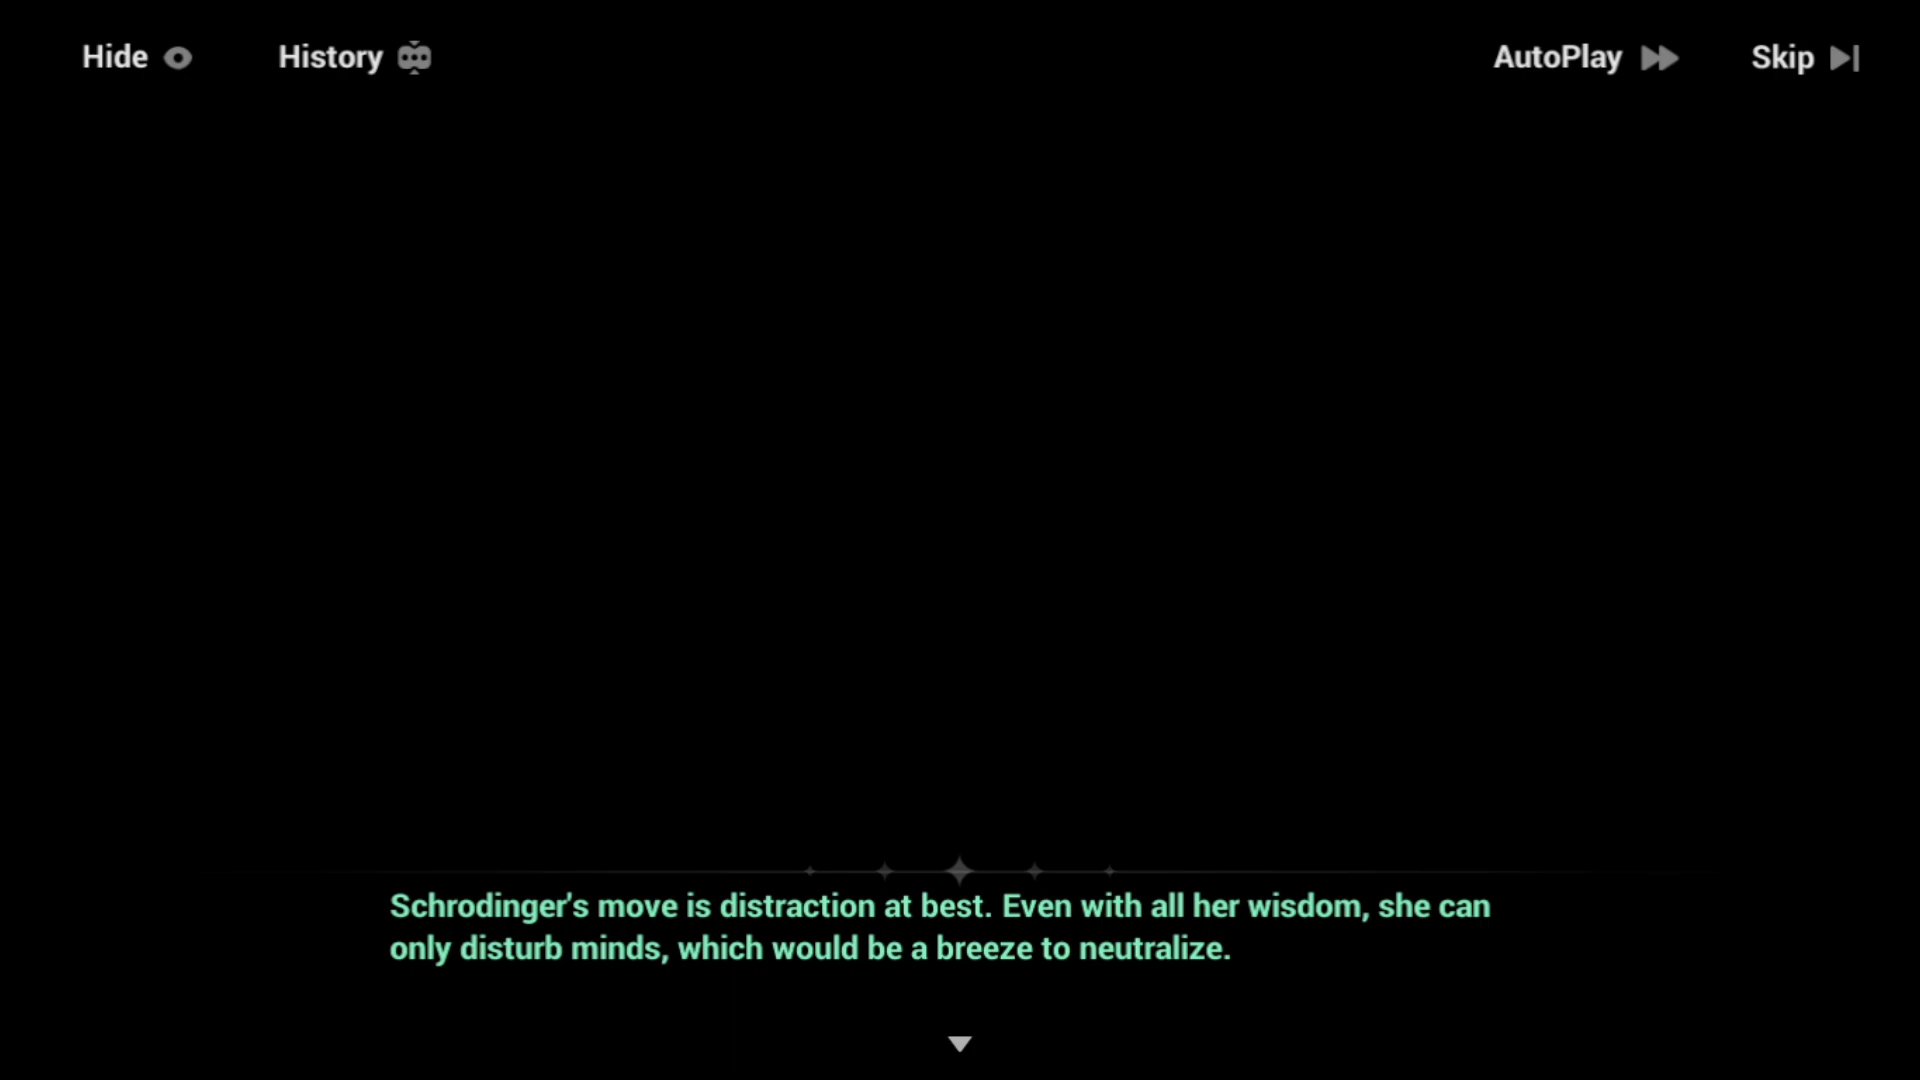 Hide
History
AutoPlay
Skip
Schrodinger's move is distraction at best. Even with all her wisdom, she can
only disturb minds, which would be a breeze to neutralize.